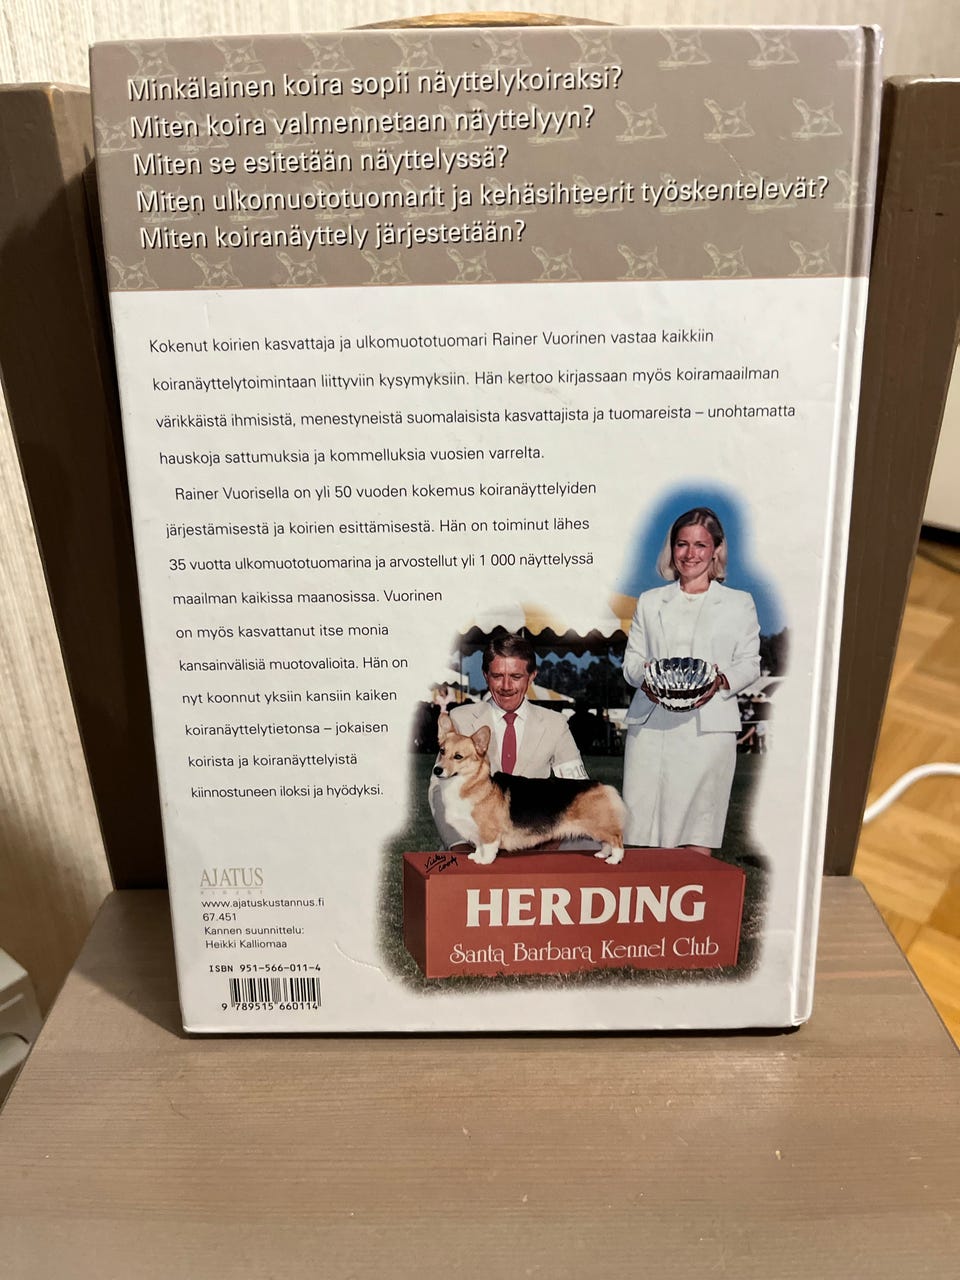 Minkälainen koira sopii näyttelykoiraksi?
Miten koira valmennetaan näyttelyyn?
Miten se esitetään näyttelyssä?
Miten ulkomuototuomarit ja kehäsihteerit työskentelevät?
Miten koiranäyttely järjestetään?
Kokenut koirien kasvattaja ja ulkomuototuomari Rainer Vuorinen vastaa kaikkiin
koiranäyttelytoimintaan liittyviin kysymyksiin. Hän kertoo kirjassaan myös koiramaailman
värikkäistä ihmisistä, menestyneistä suomalaisista kasvattajista ja tuomareista – unohtamatta
hauskoja sattumuksia ja kommelluksia vuosien varrelta.
Rainer Vuorisella on yli 50 vuoden kokemus koiranäyttelyiden
järjestämisestä ja koirien esittämisestä. Hän on toiminut lähes
35 vuotta ulkomuototuomarina ja arvostellut yli 1 000 näyttelyssä
maailman kaikissa maanosissa. Vuorinen
on myös kasvattanut itse monia
kansainvälisiä muotovalioita. Hän on
nyt koonnut yksiin kansiin kaiken
koiranäyttelytietonsa – jokaisen
koirista ja koiranäyttelyistä
kiinnostuneen iloksi ja hyödyksi.
HERDING
Santa Barbara Kennel Club
AJATUS
KIRJAT
www.ajatuskustannus.fi
67.451
Kannen suunnittelu:
Heikki Kalliomaa
ISBN 951-566-011-4
9 789515 660114